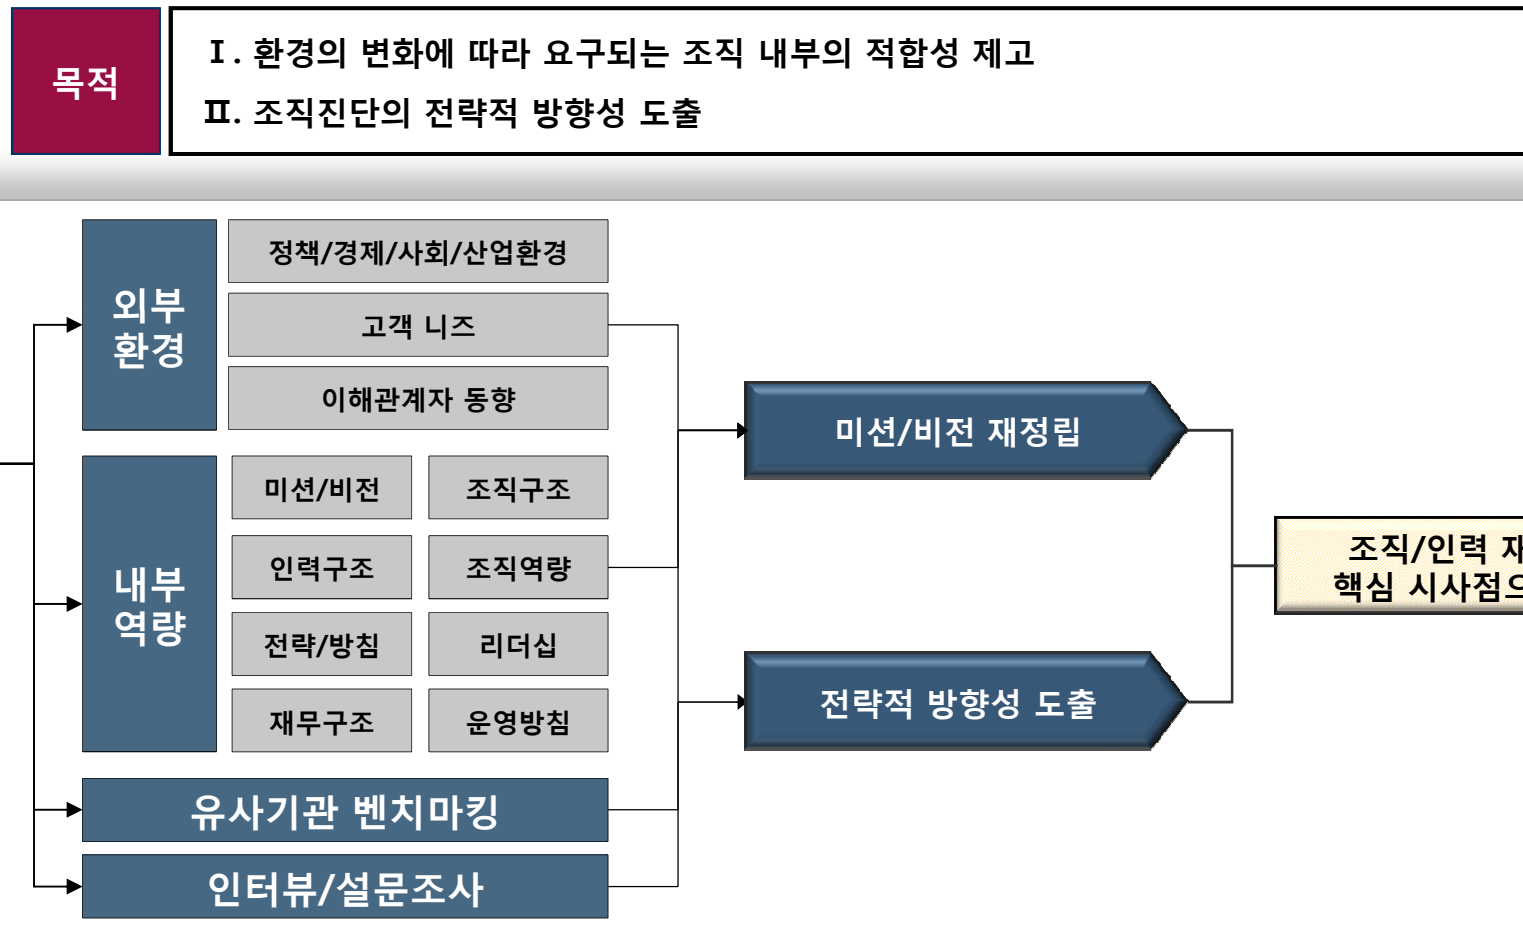 목적
Ⅰ. 환경의 변화에 따라 요구되는 조직 내부의 적합성 제고
Ⅱ. 조직진단의 전략적 방향성 도출
외부
환경
정책/경제/사회/산업환경
고객 니즈
이해관계자 동향
내부
역량
미션/비전
조직구조
인력구조
조직역량
전략/방침
리더십
재무구조
운영방침
유사기관 벤치마킹
인터뷰/설문조사
미션/비전 재정립
전략적 방향성 도출
조직/인력
핵심